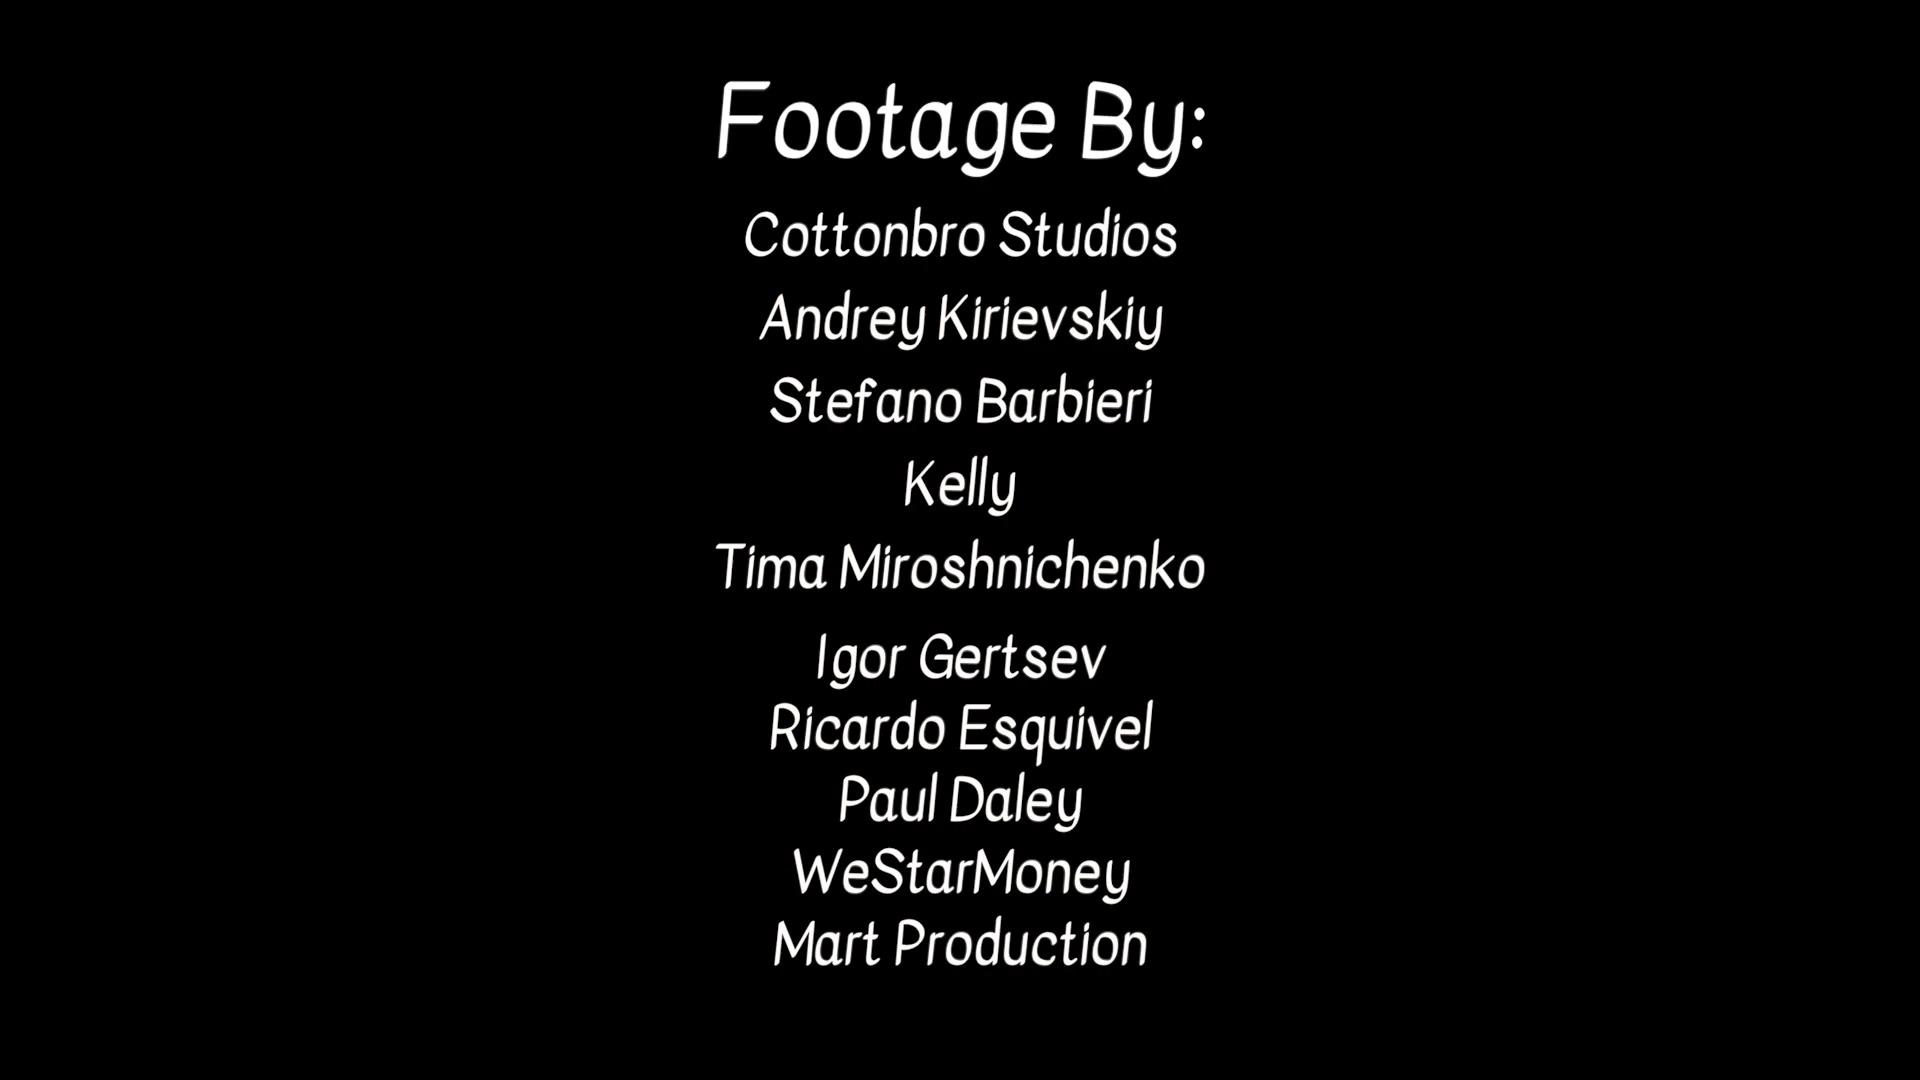 Footage By:
Cottonbro Studios
Andrey Kirievskiy
Stefano Barbieri
Kelly
Tima Miroshnichenko
Igor Gertsev
Ricardo Esquivel
Paul Daley
WeStarMoney
Mart Production